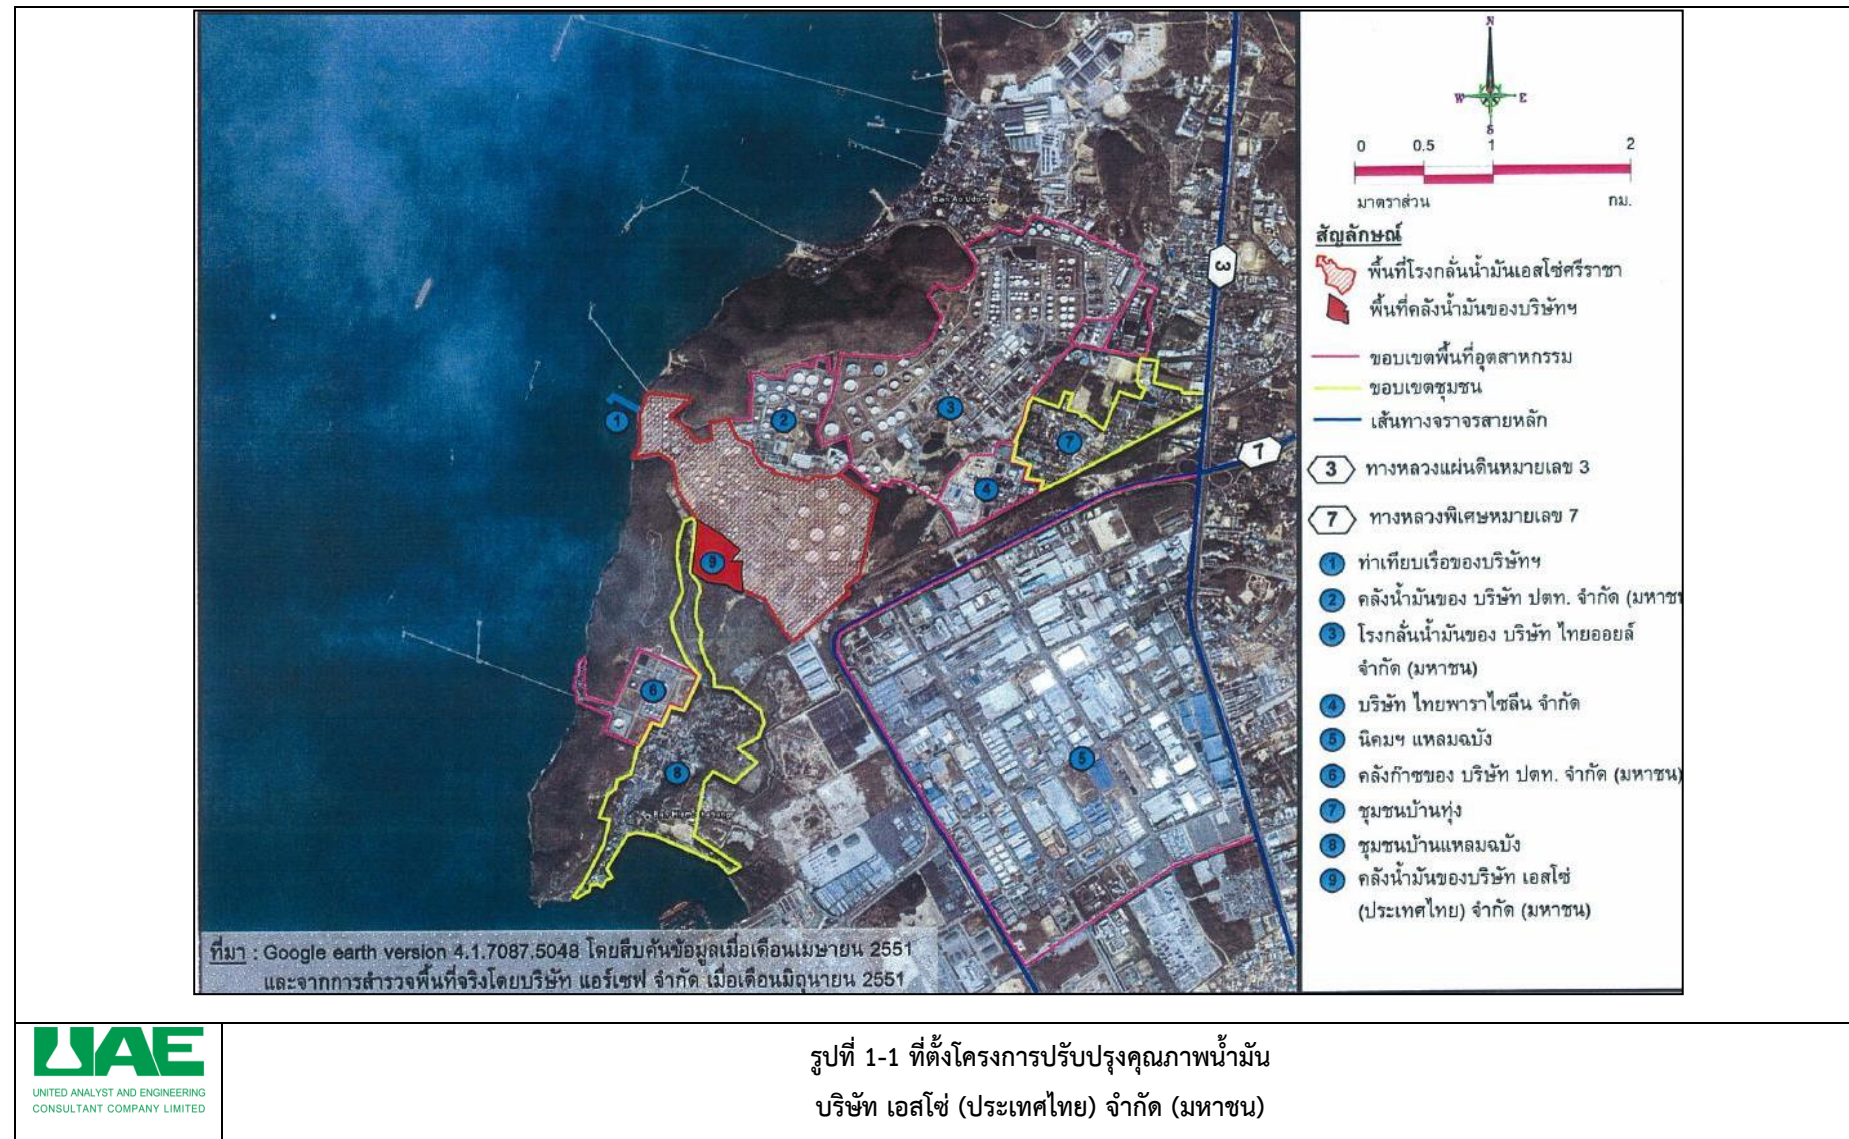 N
W
E
S
0 0.5 1 2
มาตราส่วน กม.
สัญลักษณ์
พื้นที่โรงกลั่นน้ำมันเอสโซ่ศรีราชา
พื้นที่คลังน้ำมันของบริษัทฯ
ขอบเขตพื้นที่อุตสาหกรรม
ขอบเขตชุมชน
เส้นทางจราจรสายหลัก
3 ทางหลวงแผ่นดินหมายเลข 3
7 ทางหลวงพิเศษหมายเลข 7
1 ท่าเทียบเรือของบริษัทฯ
2 คลังน้ำมันของ บริษัท ปตท. จำกัด (มหาชน
3 โรงกลั่นน้ำมันของ บริษัท ไทยออยล์
จำกัด (มหาชน)
4 บริษัท ไทยพาราไซลีน จำกัด
5 นิคมฯ แหลมฉบัง
6 คลังก๊าซของ บริษัท ปตท. จำกัด (มหาชน)
7 ชุมชนบ้านทุ่ง
8 ชุมชนบ้านแหลมฉบัง
9 คลังน้ำมันของบริษัท เอสโซ่
(ประเทศไทย) จำกัด (มหาชน)
Ban Ao Udom
3
7
1
2
3
7
4
9
6
8
5
ที่มา : Google earth version 4.1.7087.5048 โดยสืบค้นข้อมูลเมื่อเดือนเมษายน 2551
และจากการสำรวจพื้นที่จริงโดยบริษัท แอร์เซฟ จำกัด เมื่อเดือนมิถุนายน 2551
UAE
UNITED ANALYST AND ENGINEERING
CONSULTANT COMPANY LIMITED
รูปที่ 1-1 ที่ตั้งโครงการปรับปรุงคุณภาพน้ำมัน
บริษัท เอสโซ่ (ประเทศไทย) จำกัด (มหาชน)